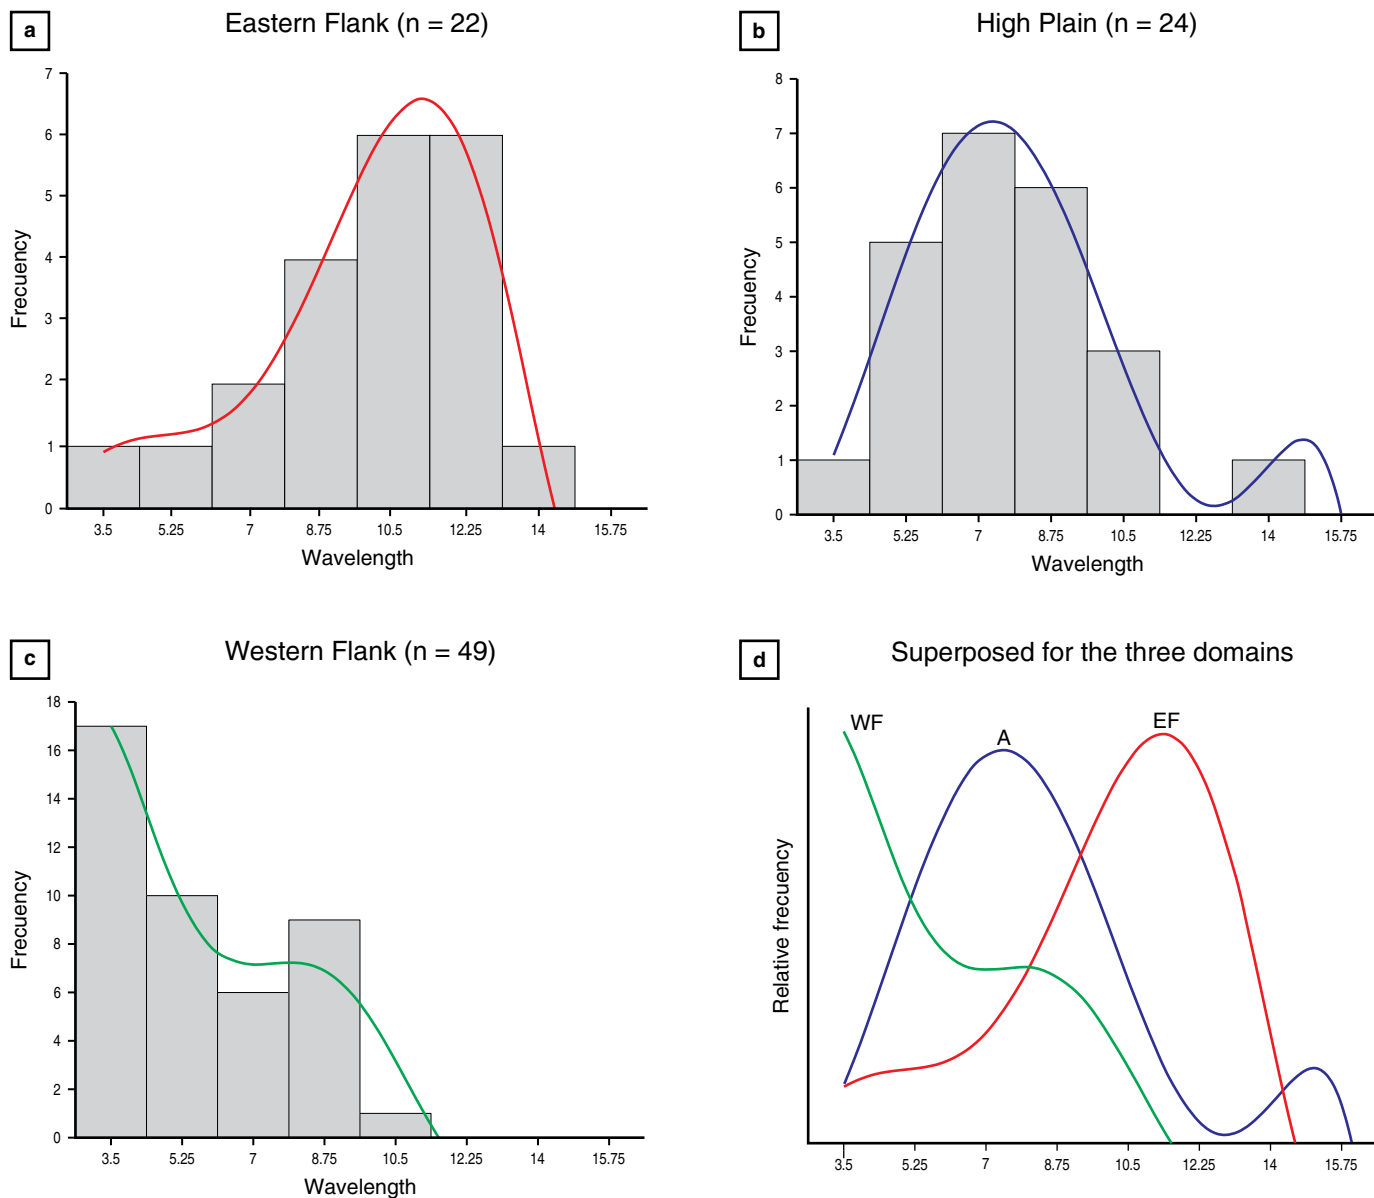 a
Eastern Flank (n = 22)
7
6
5
4
3
2
1
0
Frecuency
3.5 5.25 7 8.75 10.5 12.25 14 15.75
Wavelength
b
High Plain (n = 24)
8
7
6
5
4
3
2
1
0
Frecuency
3.5 5.25 7 8.75 10.5 12.25 14 15.75
Wavelength
c
Western Flank (n = 49)
18
16
14
12
10
8
6
4
2
0
Frecuency
3.5 5.25 7 8.75 10.5 12.25 14 15.75
Wavelength
d
Superposed for the three domains
WF
A
EF
Relative frecuency
3.5 5.25 7 8.75 10.5 12.25 14 15.75